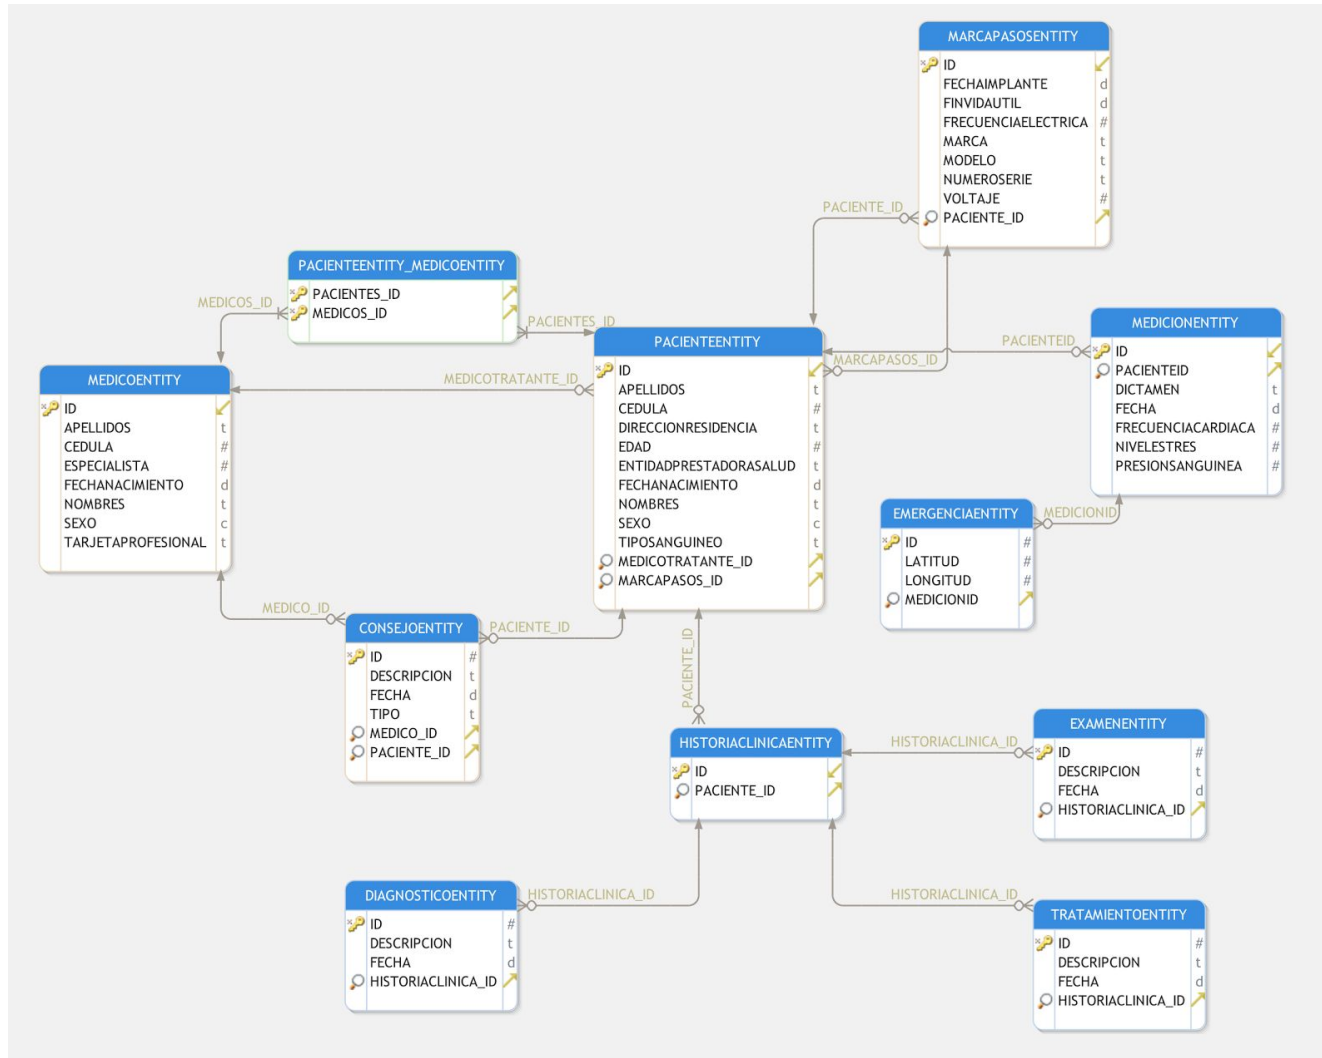 MARCAPASOSENTITY
ID
FECHAIMPLANTE d
FINVIDAUTIL d
FRECUENCIAELECTRICA #
MARCA t
MODELO t
NUMEROSERIE t
VOLTAJE #
PACIENTE_ID
PACIENTE_ID
PACIENTEENTITY_MEDICOENTITY
PACIENTES_ID
MEDICOS_ID
MEDICOS_ID
PACIENTES_ID
PACIENTEENTITY
ID
APELLIDOS t
CEDULA #
DIRECCIONRESIDENCIA t
EDAD #
ENTIDADPRESTADORASALUD t
FECHANACIMIENTO d
NOMBRES t
SEXO c
TIPOSANGUINEO t
MEDICOTRATANTE_ID
MARCAPASOS_ID
MARCAPASOS_ID
PACIENTEID
MEDICIONENTITY
ID
PACIENTEID
DICTAMEN t
FECHA d
FRECUENCIACARDIACA #
NIVELESTRES #
PRESIONSANGUINEA #
MEDICOENTITY
ID
APELLIDOS t
CEDULA #
ESPECIALISTA #
FECHANACIMIENTO d
NOMBRES t
SEXO c
TARJETAPROFESIONAL t
MEDICOTRATANTE_ID
EMERGENCIAENTITY
ID #
LATITUD #
LONGITUD #
MEDICIONID
MEDICIONID
MEDICO_ID
CONSEJOENTITY
ID #
DESCRIPCION t
FECHA d
TIPO t
MEDICO_ID
PACIENTE_ID
PACIENTE_ID
PACIENTE_ID
HISTORIACLINICAENTITY
ID
PACIENTE_ID
HISTORIACLINICA_ID
EXAMENENTITY
ID #
DESCRIPCION t
FECHA d
HISTORIACLINICA_ID
DIAGNOSTICOENTITY
ID #
DESCRIPCION t
FECHA d
HISTORIACLINICA_ID
HISTORIACLINICA_ID
HISTORIACLINICA_ID
TRATAMIENTOENTITY
ID #
DESCRIPCION t
FECHA d
HISTORIACLINICA_ID